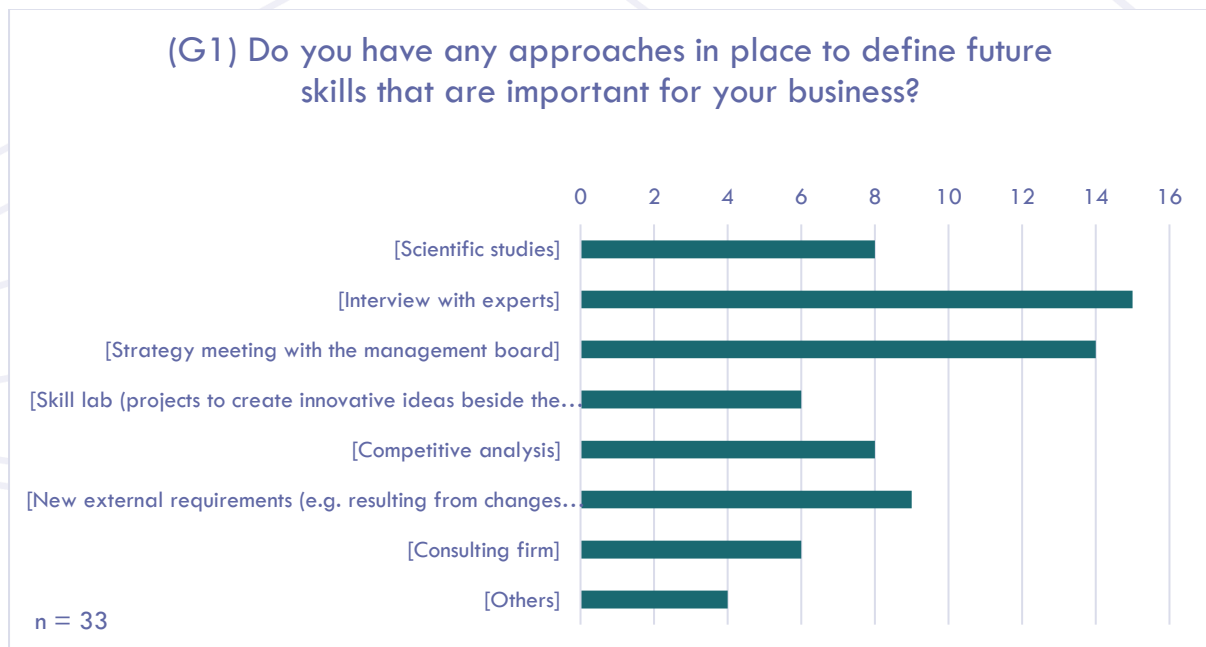 (G1) Do you have any approaches in place to define future
skills that are important for your business?
0 2 4 6 8 10 12 14 16
[Scientific studies]
[Interview with experts]
[Strategy meeting with the management board]
[Skill lab (projects to create innovative ideas beside the…
[Competitive analysis]
[New external requirements (e.g. resulting from changes…
[Consulting firm]
[Others]
n = 33